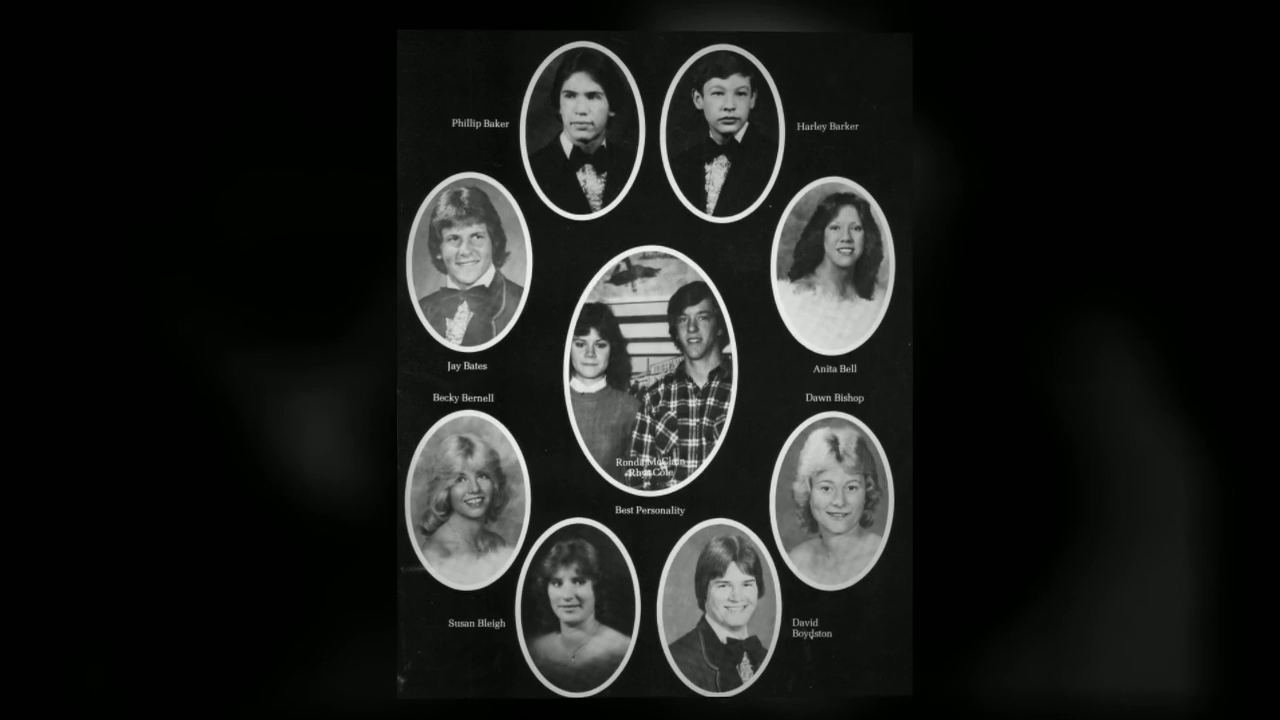 Phillip Baker
Harley Barker
Jay Bates
Anita Bell
Becky Bernell
Dawn Bishop
Ronda McClain
Rhys Cole
Best Personality
Susan Bleigh
David
Boydston